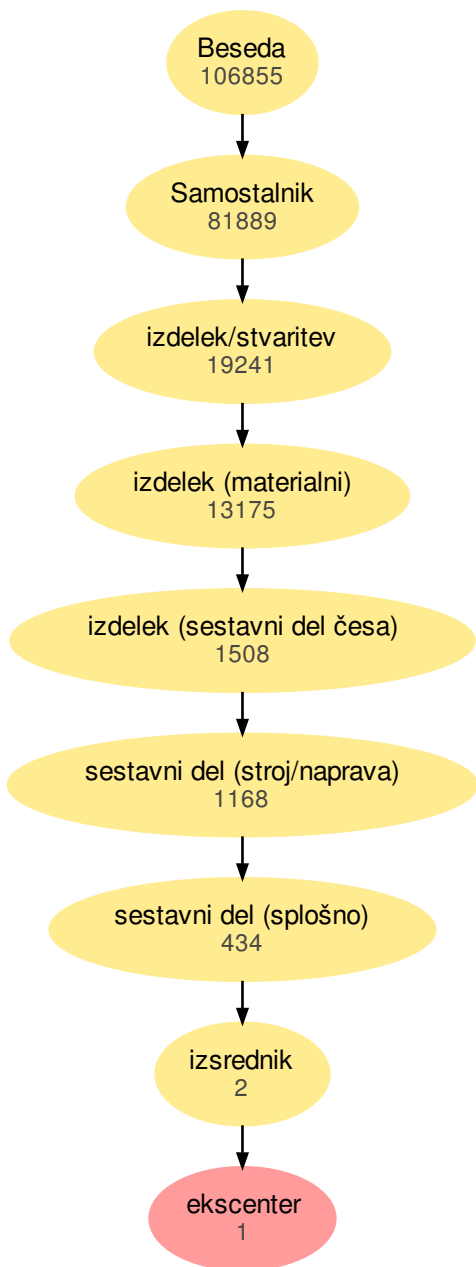 Beseda
106855
Samostalnik
81889
izdelek/stvaritev
19241
izdelek (materialni)
13175
izdelek (sestavni del česa)
1508
sestavni del (stroj/naprava)
1168
sestavni del (splošno)
434
izsrednik
2
ekscenter
1